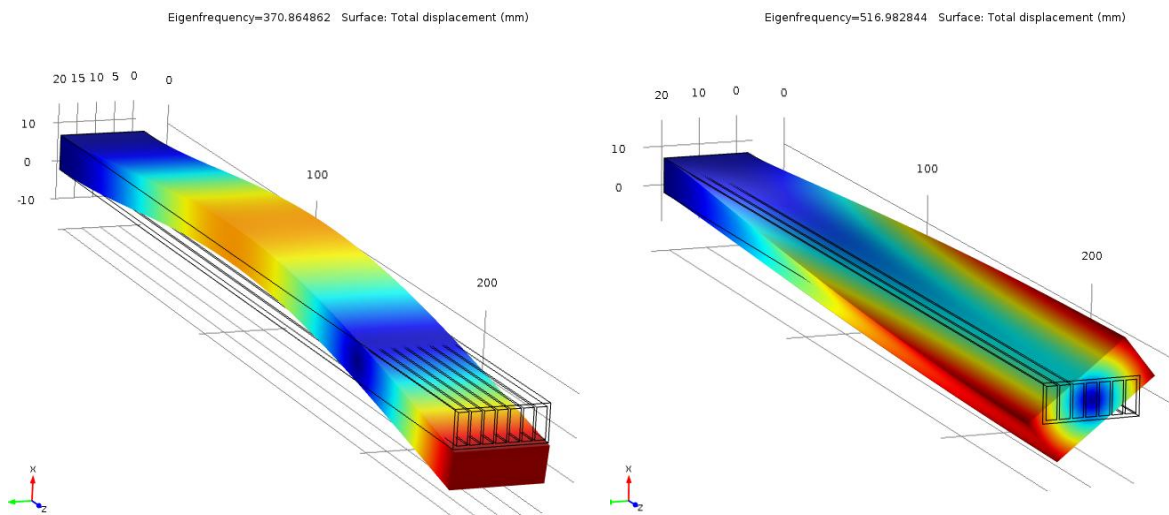 Eigenfrequency=370.864862 Surface: Total displacement (mm)
20 15 10 5 0 0
10
0
-10
100
200
x
z
Eigenfrequency=516.982844 Surface: Total displacement (mm)
20 10 0 0
10
0
100
200
x
z